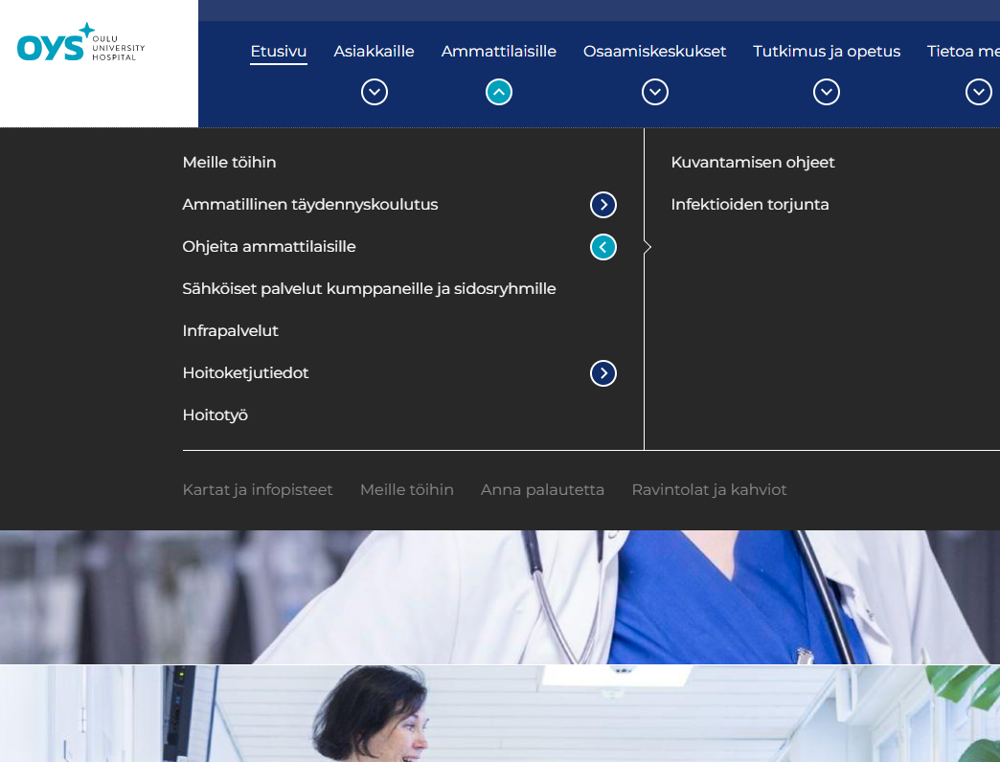 oys
OULU
UNIVERSITY
HOSPITAL
Etusivu Asiakkaille Ammattilaisille Osaamiskeskukset Tutkimus ja opetus Tietoa me
Meille töihin
Ammatillinen täydennyskoulutus
Ohjeita ammattilaisille
Sähköiset palvelut kumppaneille ja sidosryhmille
Infrapalvelut
Hoitoketjutiedot
Hoitotyö
Kuvantamisen ohjeet
Infektioiden torjunta
Kartat ja infopisteet Meille töihin Anna palautetta Ravintolat ja kahviot